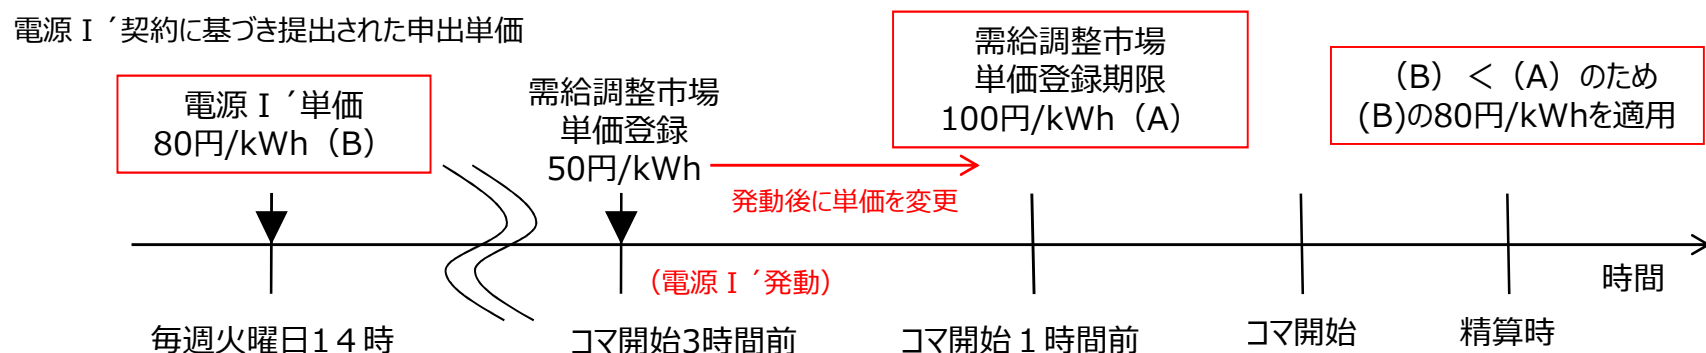 電源Ⅰ´契約に基づき提出された申出単価
電源Ⅰ´単価
80円/kWh（B）
需給調整市場
単価登録
50円/kWh
発動後に単価を変更
需給調整市場
単価登録期限
100円/kWh（A）
（B）＜（A）のため
(B)の80円/kWhを適用
（電源Ⅰ´発動）
時間
毎週火曜日1４時
コマ開始3時間前
コマ開始１時間前
コマ開始
精算時